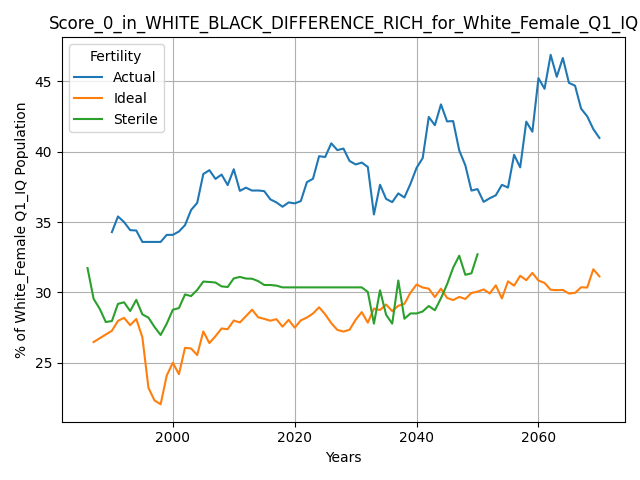 Score_0_in_WHITE_BLACK_DIFFERENCE_RICH_for_White_Female_Q1_IQ
Fertility
Actual
Ideal
Sterile
45
40
35
30
25
% of White_Female Q1_IQ Population
2000
2020
2040
2060
Years